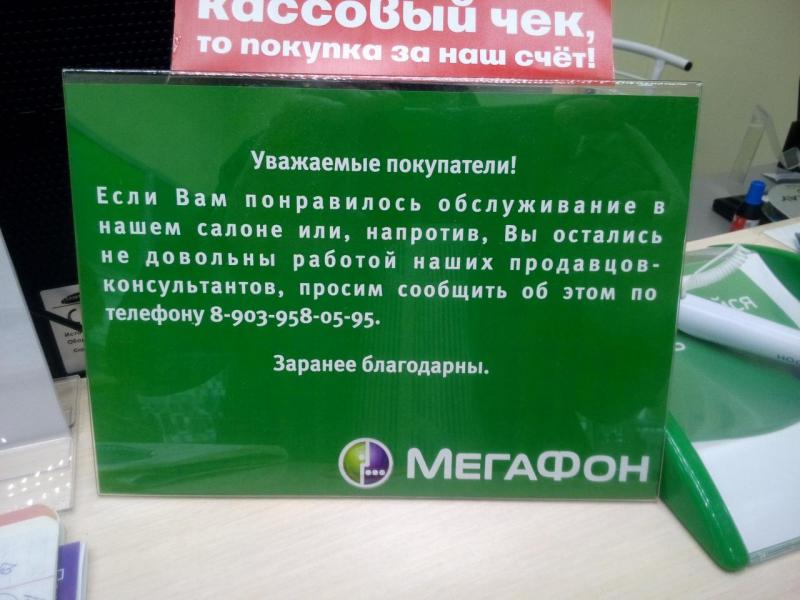 кассовый чек,
то покупка за наш счёт!
Уважаемые покупатели!
Если Вам понравилось обслуживание в
нашем салоне или, напротив, Вы остались
не довольны работой наших продавцов-
консультантов, просим сообщить об этом по
телефону 8-903-958-05-95.
Заранее благодарны.
МЕГАФОН